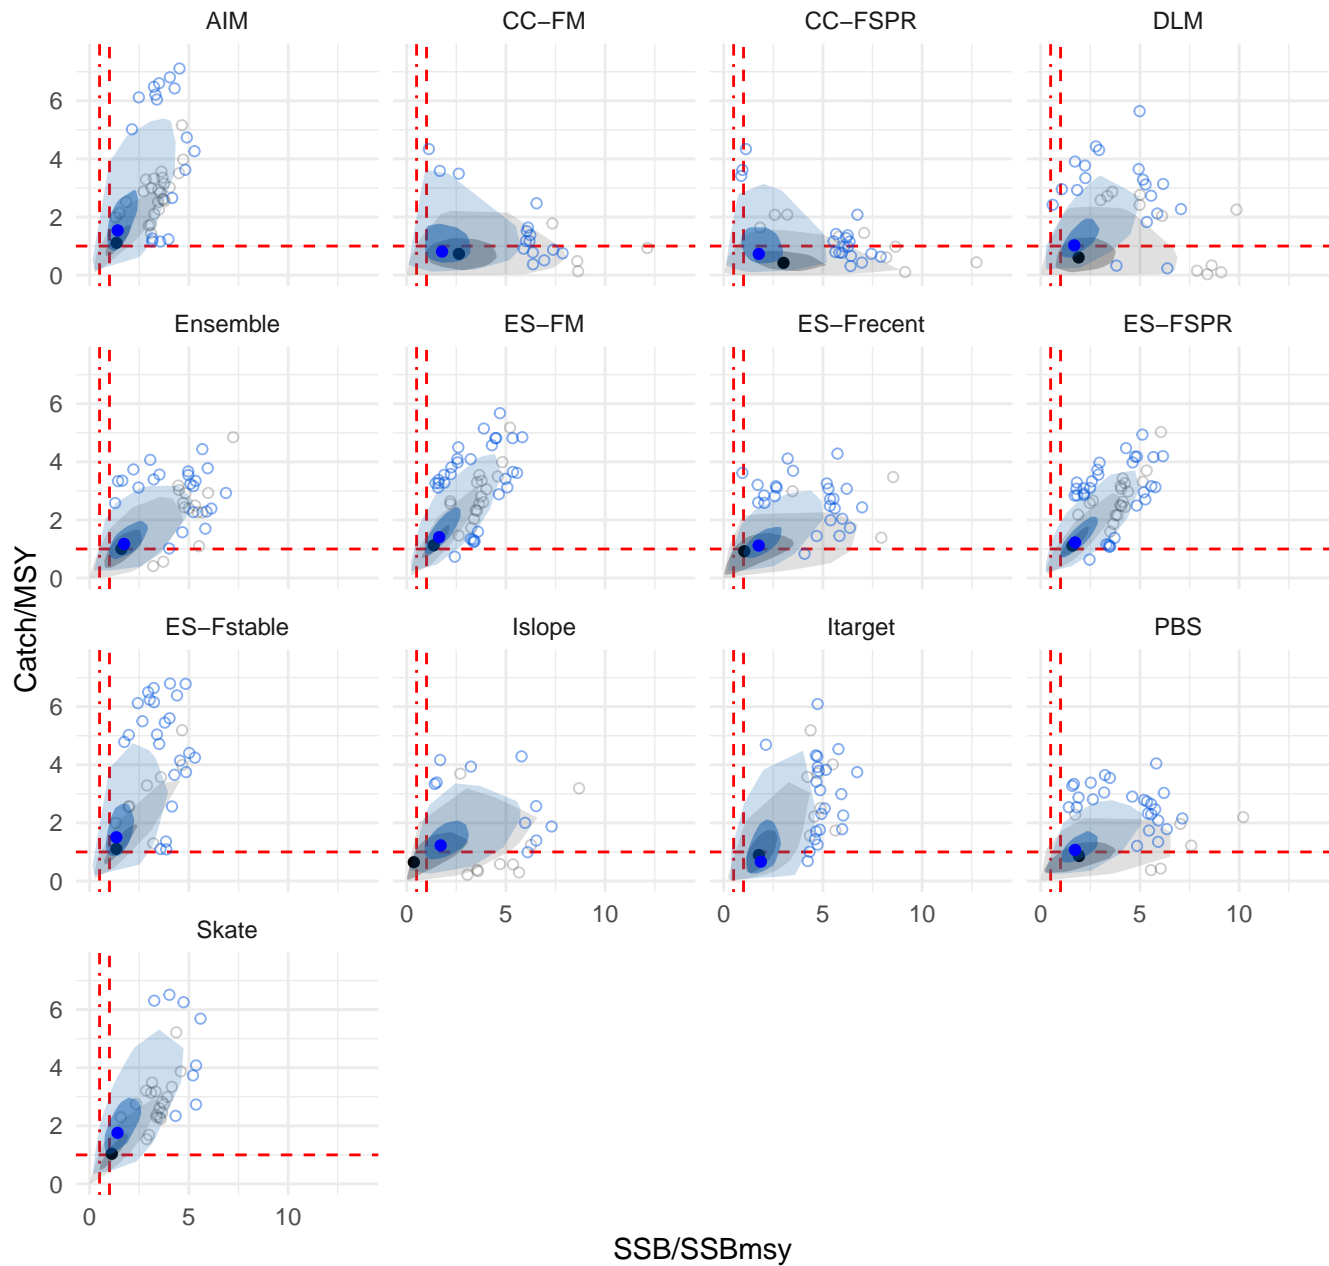 AIM CC−FM CC−FSPR DLM
6
4
2
0
Ensemble ES−FM ES−Frecent ES−FSPR
6
4
2
0
ES−Fstable Islope Itarget PBS
6
4
2
0
0 5 10 0 5 10 0 5 10
Skate
6
4
2
0
0 5 10
Catch/MSY
SSB/SSBmsy